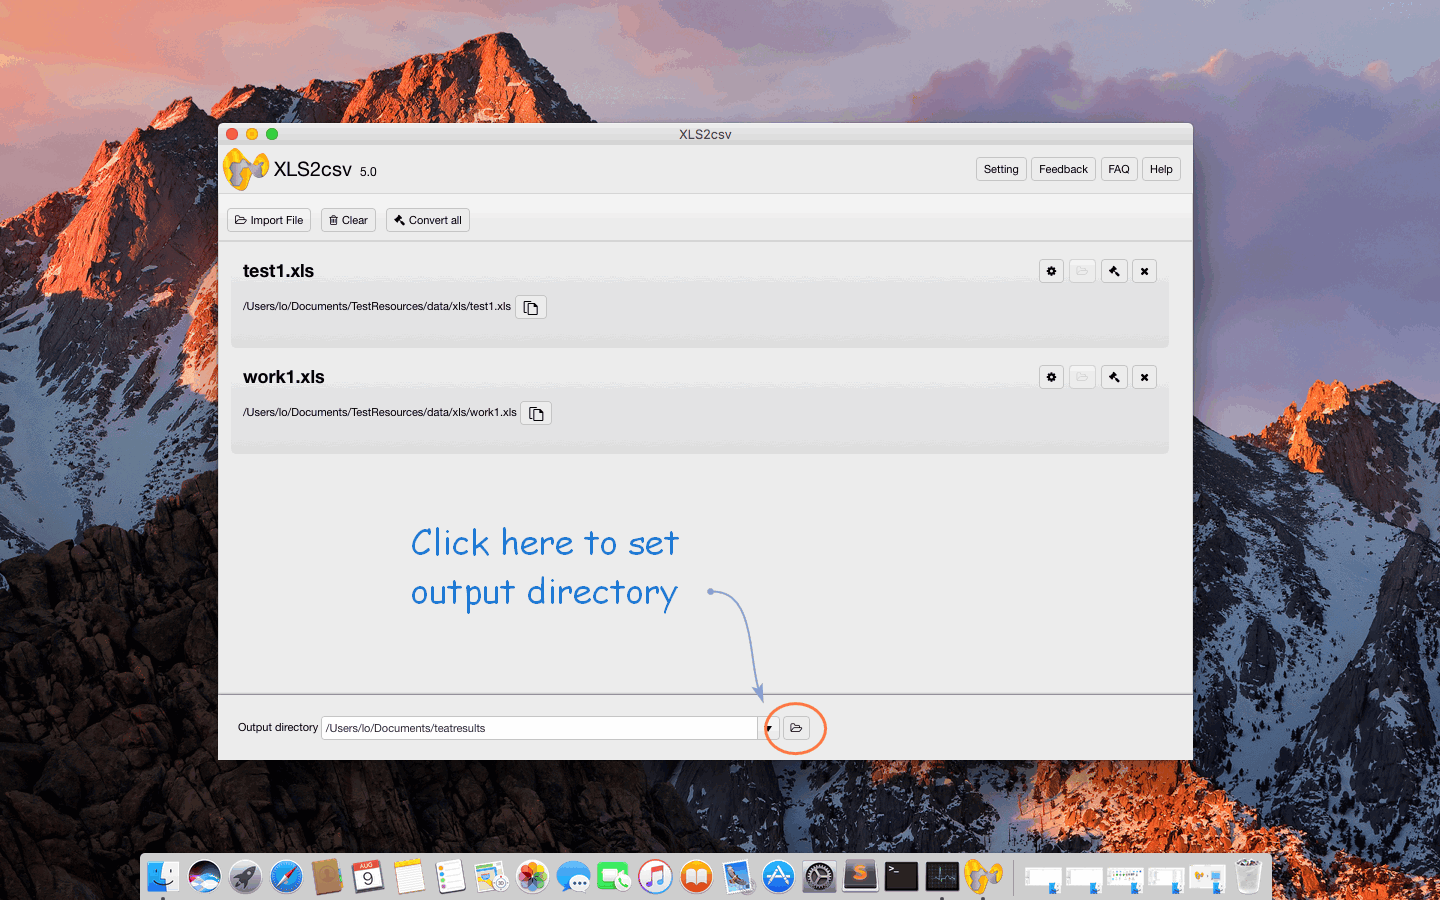 XLS2csv
XLS2csv 5.0
Setting
Feedback
FAQ
Help
Import File
Clear
Convert all
test1.xls
/Users/lo/Documents/TestResources/data/xls/test1.xls
work1.xls
/Users/lo/Documents/TestResources/data/xls/work1.xls
Click here to set
output directory
Output directory
/Users/lo/Documents/teatresults
AUG
9